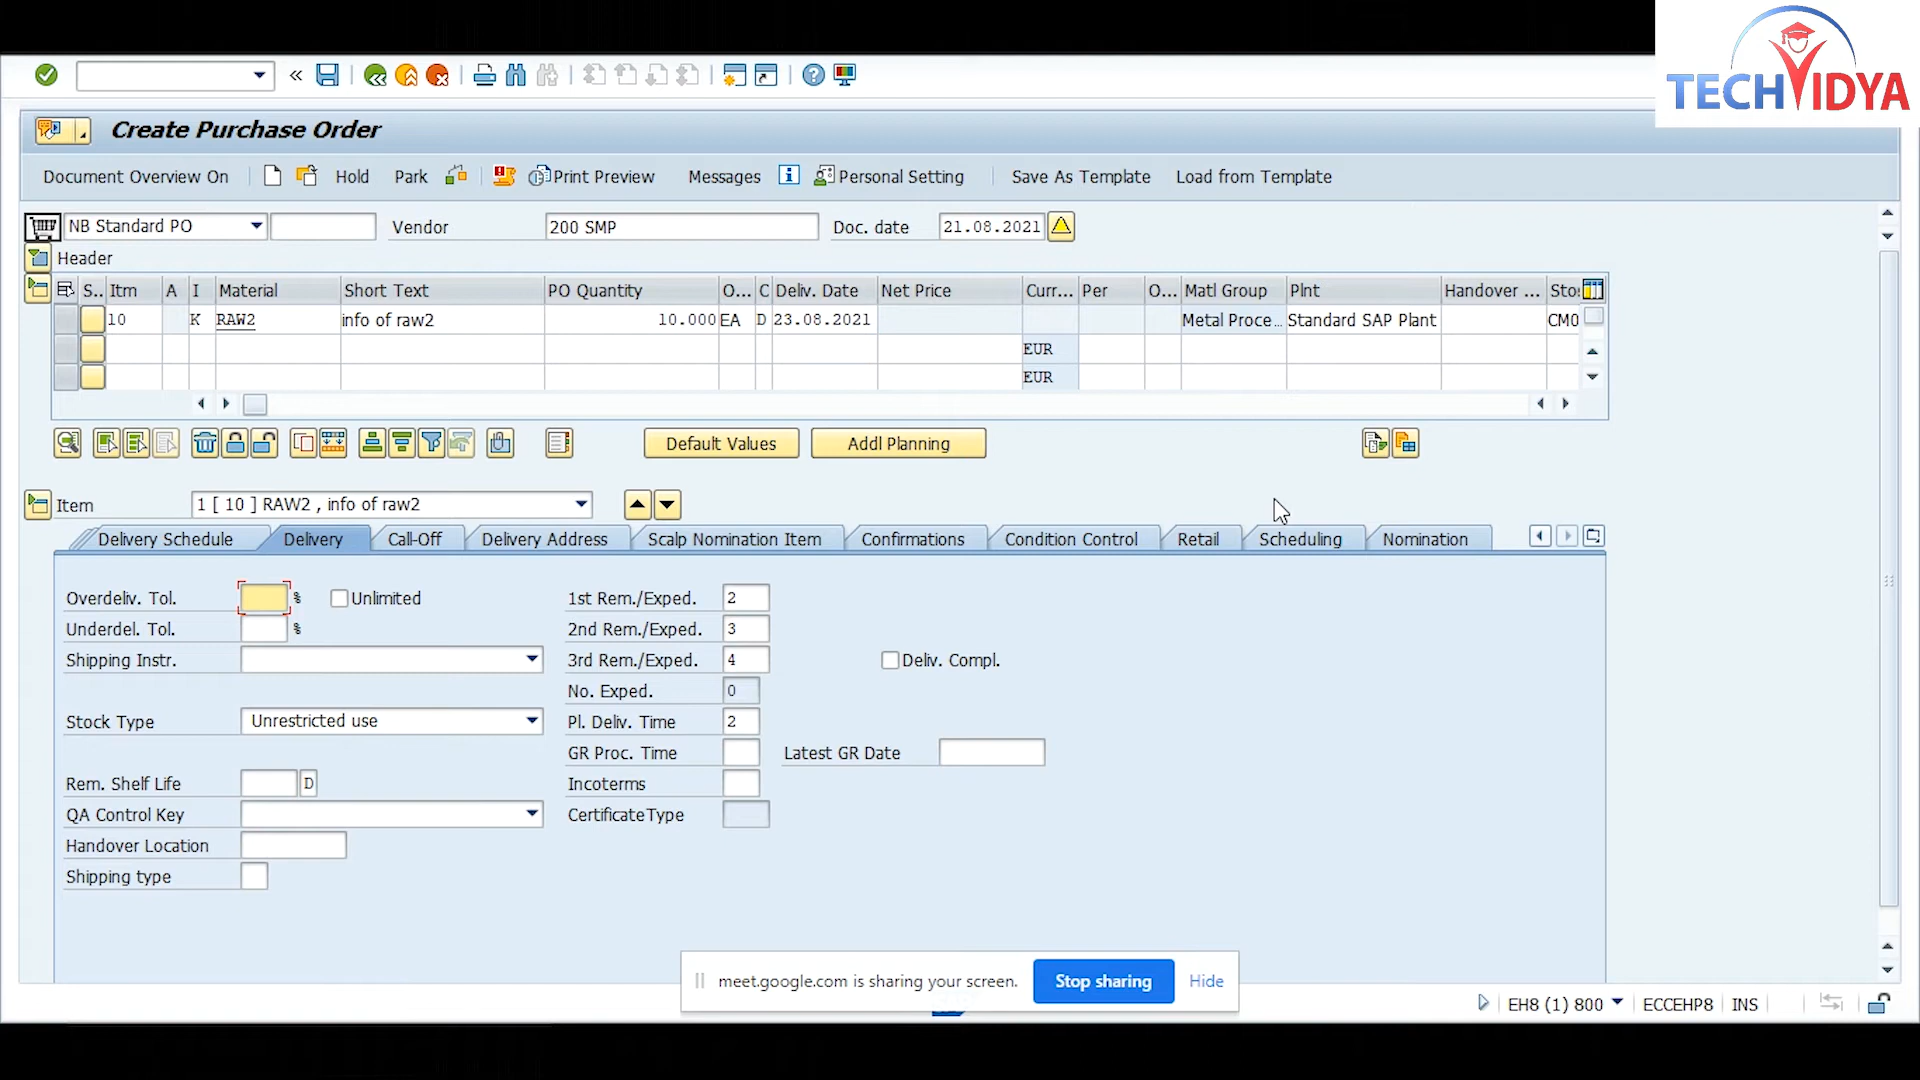 TECHVIDYA
Create Purchase Order
Document Overview On Hold Park Print Preview Messages Personal Setting Save As Template Load from Template
NB Standard PO Vendor 200 SMP Doc. date 21.08.2021
Header
S.. Itm A I Material Short Text PO Quantity O... C Deliv. Date Net Price Curr... Per O... Matl Group Plnt Handover ... Sto
10 K RAW2 info of raw2 10.000 EA D 23.08.2021 Metal Proce... Standard SAP Plant CM0
EUR
EUR
Default Values Addl Planning
Item 1 [ 10 ] RAW2 , info of raw2
Delivery Schedule Delivery Call-Off Delivery Address Scalp Nomination Item Confirmations Condition Control Retail Scheduling Nomination
Overdeliv. Tol. % Unlimited 1st Rem./Exped. 2
Underdel. Tol. % 2nd Rem./Exped. 3
Shipping Instr. 3rd Rem./Exped. 4 Deliv. Compl.
No. Exped. 0
Stock Type Unrestricted use Pl. Deliv. Time 2
GR Proc. Time Latest GR Date
Rem. Shelf Life D Incoterms
QA Control Key CertificateType
Handover Location
Shipping type
meet.google.com is sharing your screen. Stop sharing Hide
EH8 (1) 800 ECCEHP8 INS